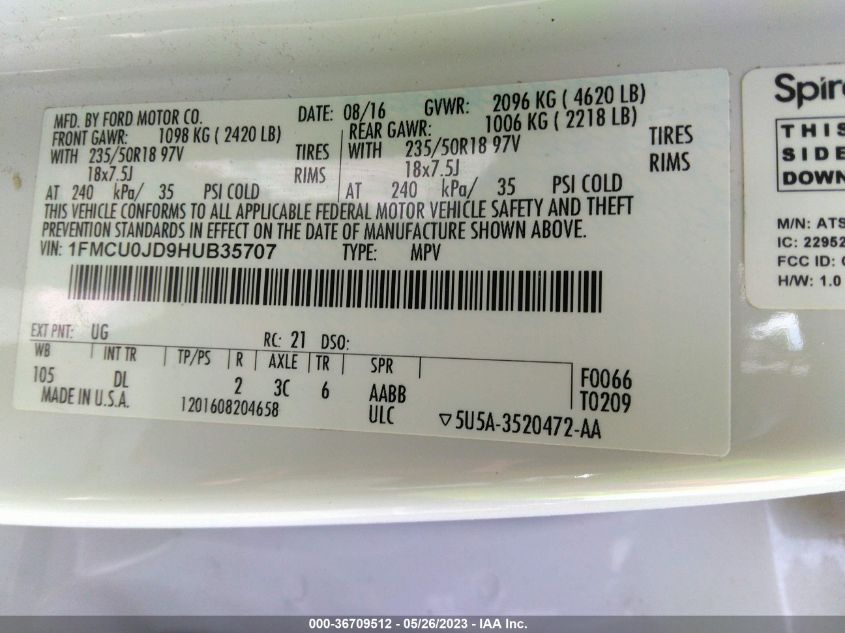 MFD. BY FORD MOTOR CO. DATE: 08/16 GVWR: 2096 KG ( 4620 LB)
FRONT GAWR: 1098 KG ( 2420 LB) REAR GAWR: 1006 KG ( 2218 LB)
WITH 235/50R18 97V TIRES WITH 235/50R18 97V TIRES
18x7.5J RIMS 18x7.5J RIMS
AT 240 kPa/ 35 PSI COLD AT 240 kPa/ 35 PSI COLD
THIS VEHICLE CONFORMS TO ALL APPLICABLE FEDERAL MOTOR VEHICLE SAFETY AND THEFT
PREVENTION STANDARDS IN EFFECT ON THE DATE OF MANUFACTURE SHOWN ABOVE.
VIN: 1FMCU0JD9HUB35707 TYPE: MPV
EXT PNT: UG RC: 21 DSO:
WB INT TR TP/PS R AXLE TR SPR
105 DL 2 3C 6 AABB F0066
MADE IN U.S.A. 1201608204658 ULC ▽5U5A-3520472-AA T0209
Spire
THIS
SIDE
DOWN
M/N: ATS
IC: 2295
FCC ID:
H/W: 1.0
000-36709512 / 05/26/2023 - IAA Inc.